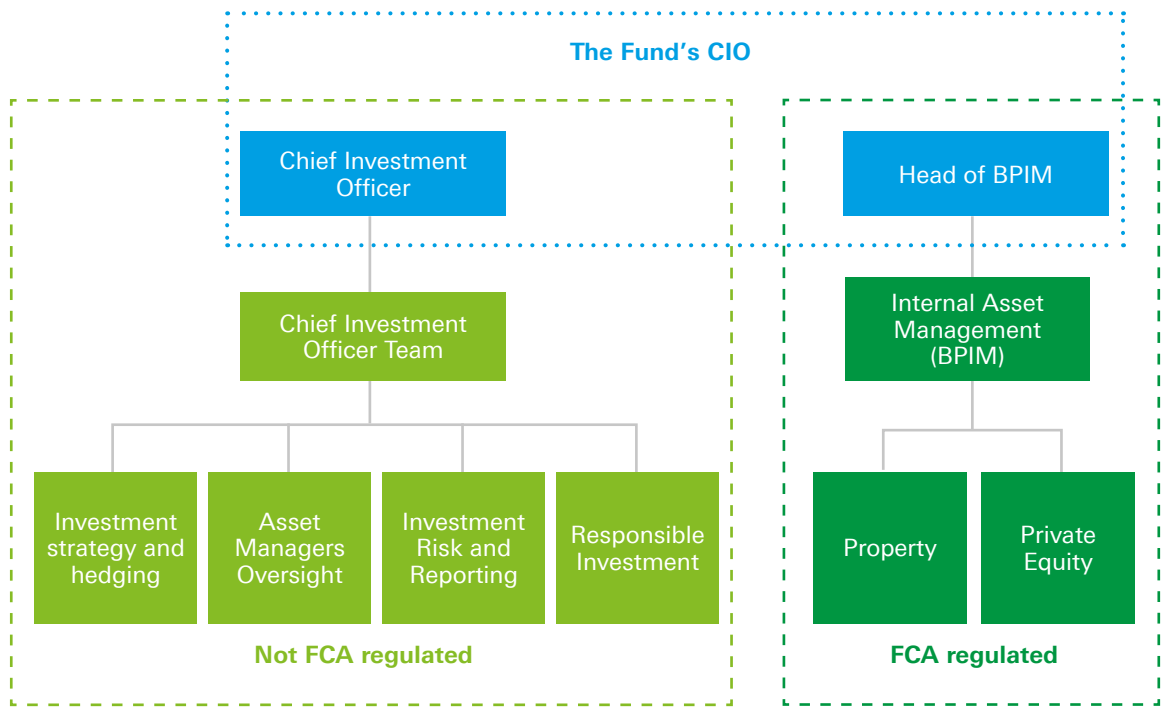 The Fund's CIO
Chief Investment
Officer
Head of BPIM
Chief Investment
Officer Team
Internal Asset
Management
(BPIM)
Investment
strategy and
hedging
Asset
Managers
Oversight
Investment
Risk and
Reporting
Responsible
Investment
Property
Private
Equity
Not FCA regulated
FCA regulated